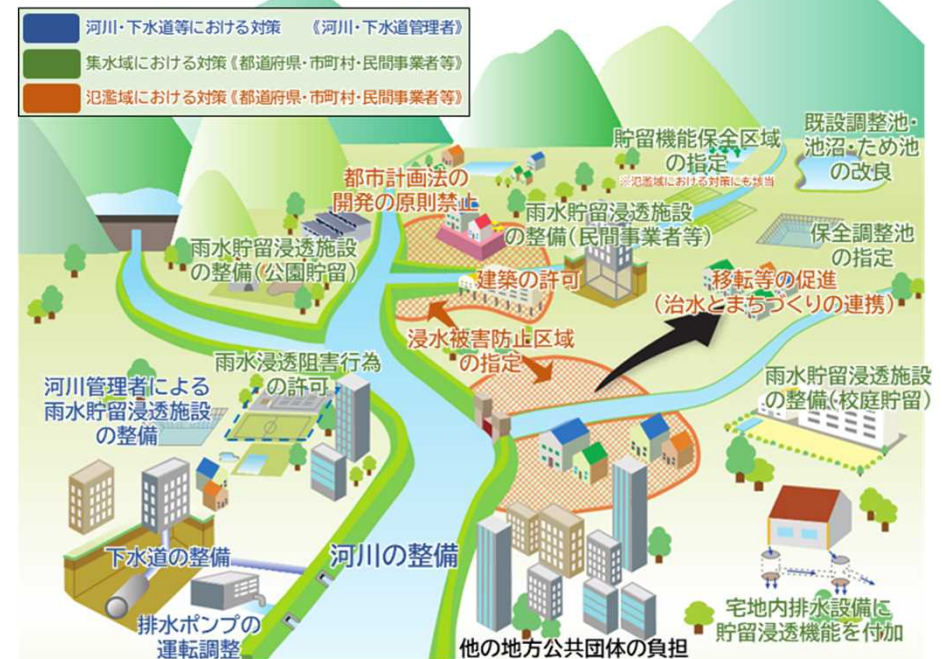 河川・下水道等における対策 《河川・下水道管理者》
集水域における対策《都道府県・市町村・民間事業者等》
氾濫域における対策《都道府県・市町村・民間事業者等》
貯留機能保全区域
の指定
※氾濫域における対策にも該当
既設調整池・
池沼・ため池
の改良
都市計画法の
開発の原則禁止
雨水貯留浸透施設
の整備(民間事業者等)
保全調整池
の指定
雨水貯留浸透施設
の整備(公園貯留)
建築の許可
移転等の促進
(治水とまちづくりの連携)
浸水被害防止区域
の指定
雨水浸透阻害行為
の許可
河川管理者による
雨水貯留浸透施設
の整備
雨水貯留浸透施設
の整備(校庭貯留)
下水道の整備
河川の整備
排水ポンプの
運転調整
他の地方公共団体の負担
宅地内排水設備に
貯留浸透機能を付加